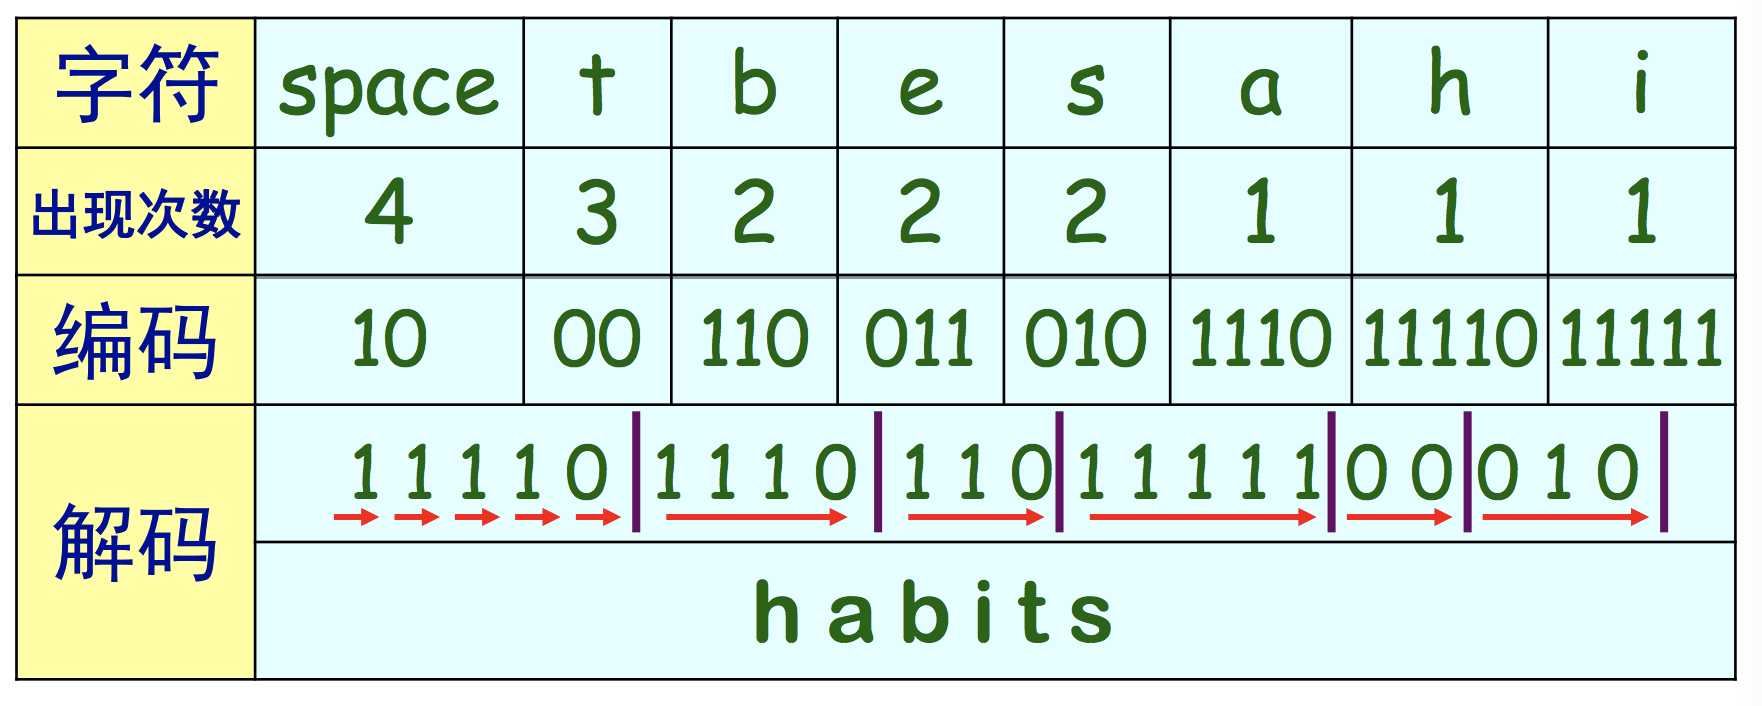 字符 space t b e s a h i
出现次数 4 3 2 2 2 1 1 1
编码 10 00 110 011 010 1110 11110 11111
解码 1 1 1 1 0 1 1 1 0 1 1 0 1 1 1 1 1 0 0 0 1 0
h a b i t s